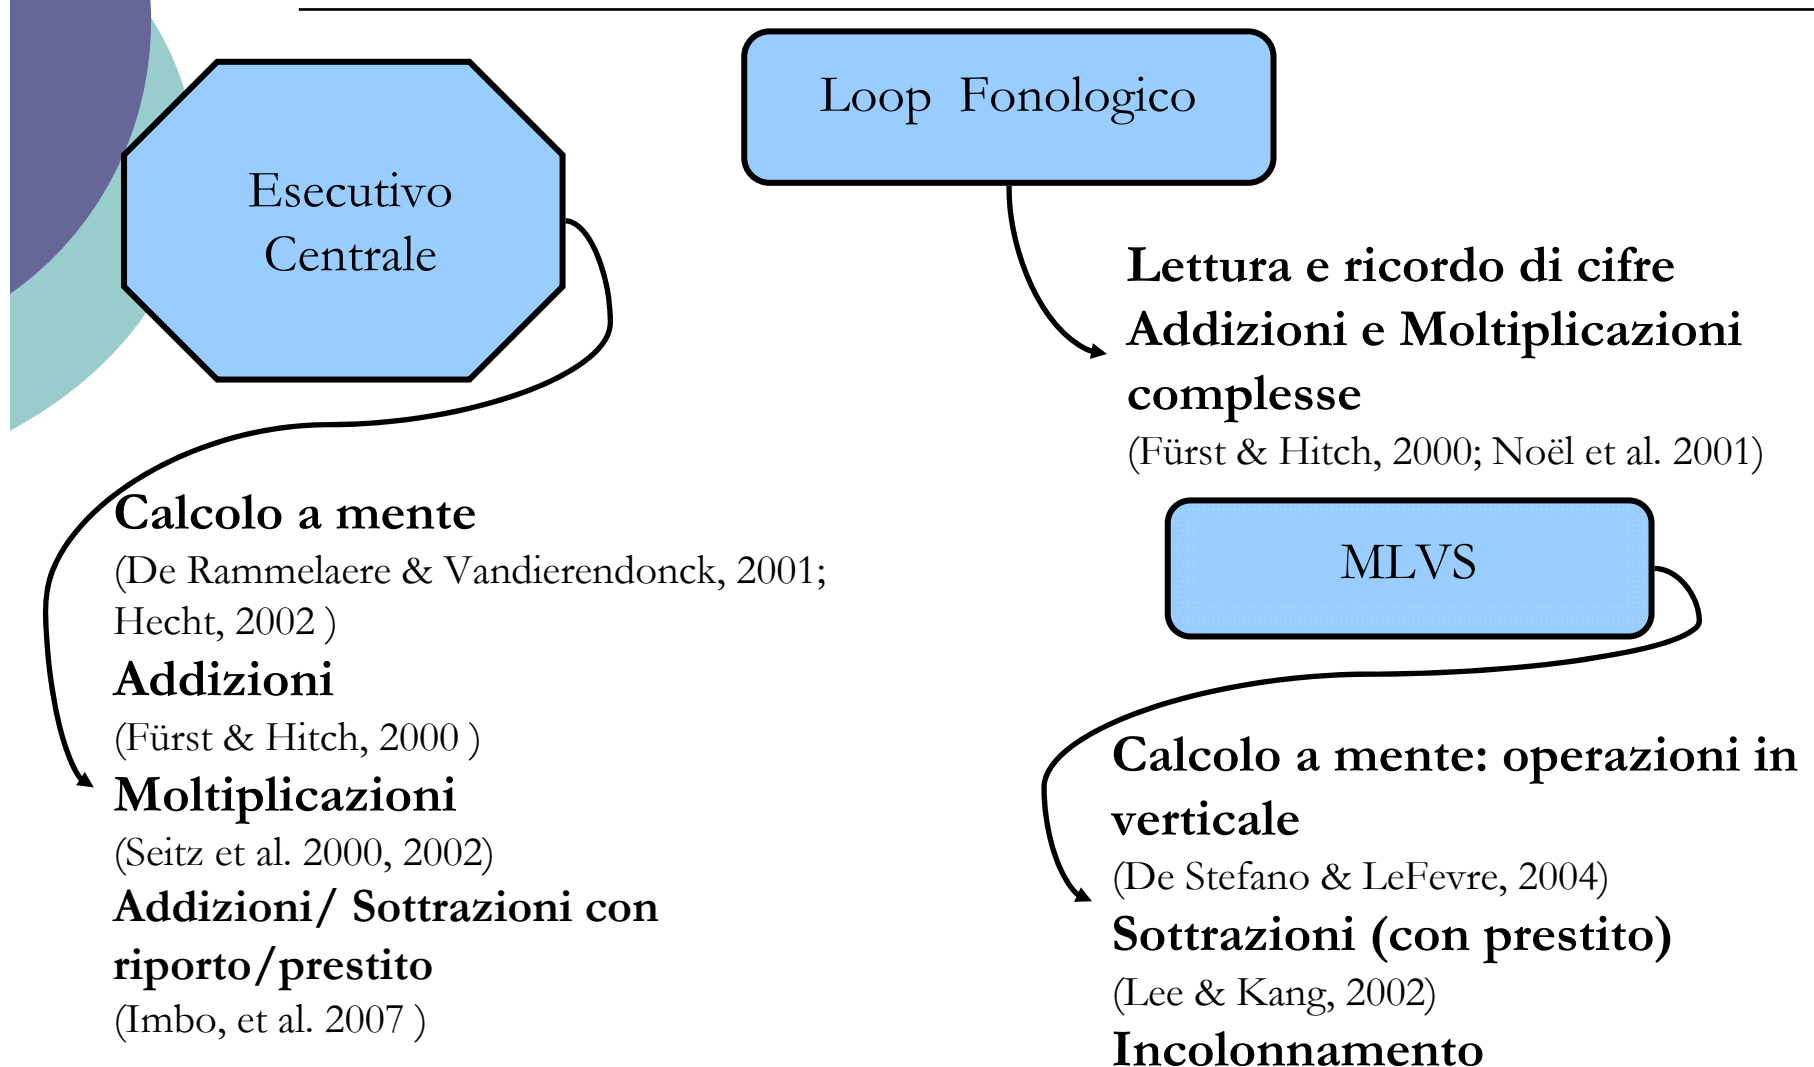 Esecutivo
Centrale
Loop Fonologico
Lettura e ricordo di cifre
Addizioni e Moltiplicazioni
complesse
(Fürst & Hitch, 2000; Noël et al. 2001)
Calcolo a mente
(De Rammelaere & Vandierendonck, 2001;
Hecht, 2002 )
Addizioni
(Fürst & Hitch, 2000 )
Moltiplicazioni
(Seitz et al. 2000, 2002)
Addizioni/ Sottrazioni con
riporto/prestito
(Imbo, et al. 2007 )
MLVS
Calcolo a mente: operazioni in
verticale
(De Stefano & LeFevre, 2004)
Sottrazioni (con prestito)
(Lee & Kang, 2002)
Incolonnamento